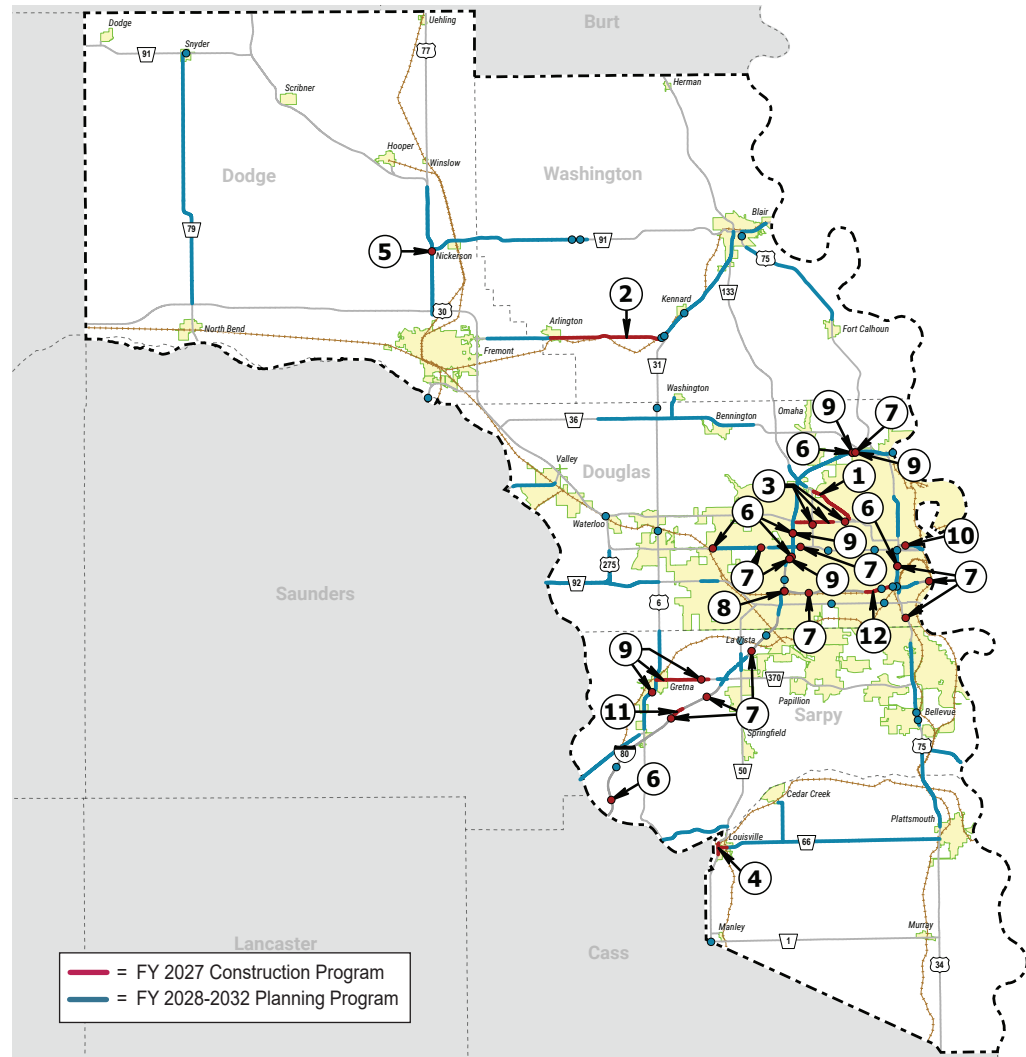 Burt
Dodge
Uehling
Snyder
91
77
Herman
Scribner
Hooper
Winslow
Dodge
Washington
Blair
79
5
Nickerson
91
75
2
133
Kennard
30
Arlington
North Bend
Fort Calhoun
Fremont
31
Washington
36
Bennington
Omaha
9
7
6
9
Douglas
Valley
3
1
6
6
Waterloo
9
10
275
7
9
7
7
92
Saunders
6
8
7
12
La Vista
9
370
Gretna
Papillion
11
7
Sarpy
Bellevue
Springfield
80
75
6
50
Cedar Creek
Plattsmouth
Louisville
66
4
Manley
1
Murray
Lancaster
Cass
34
= FY 2027 Construction Program
= FY 2028-2032 Planning Program